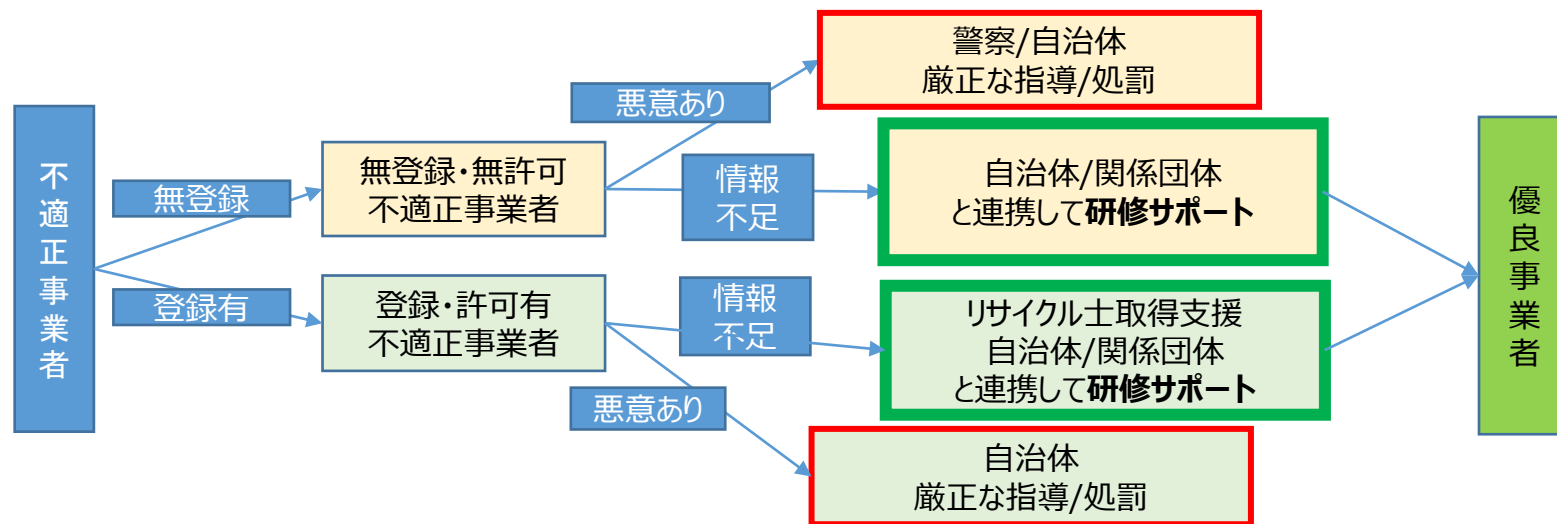 不適正事業者
無登録
登録有
無登録・無許可
不適正事業者
登録・許可有
不適正事業者
悪意あり
情報
不足
情報
不足
悪意あり
警察/自治体
厳正な指導/処罰
自治体/関係団体
と連携して研修サポート
リサイクル士取得支援
自治体/関係団体
と連携して研修サポート
自治体
厳正な指導/処罰
優良事業者